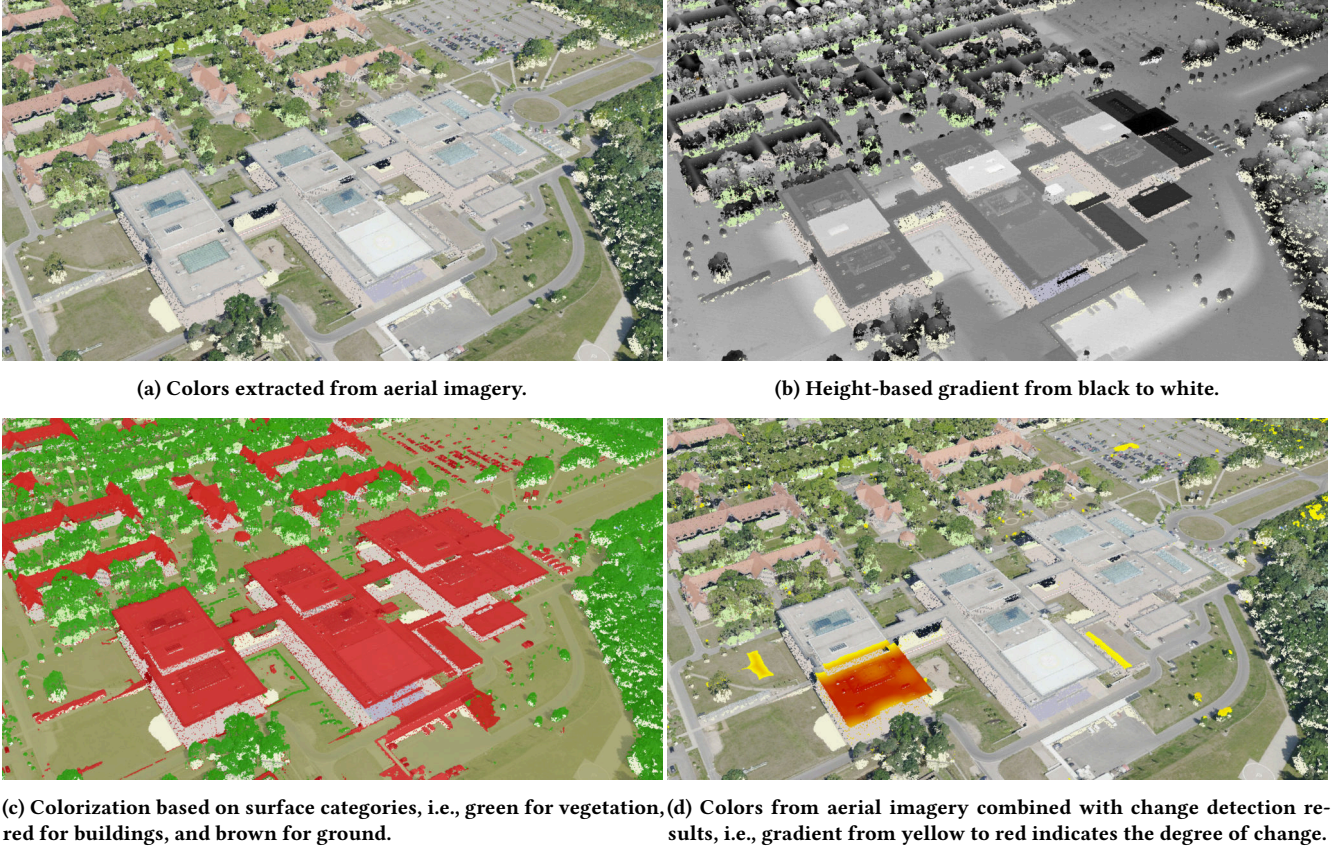 (a) Colors extracted from aerial imagery.
(b) Height-based gradient from black to white.
(c) Colorization based on surface categories, i.e., green for vegetation,
red for buildings, and brown for ground.
(d) Colors from aerial imagery combined with change detection re-
sults, i.e., gradient from yellow to red indicates the degree of change.